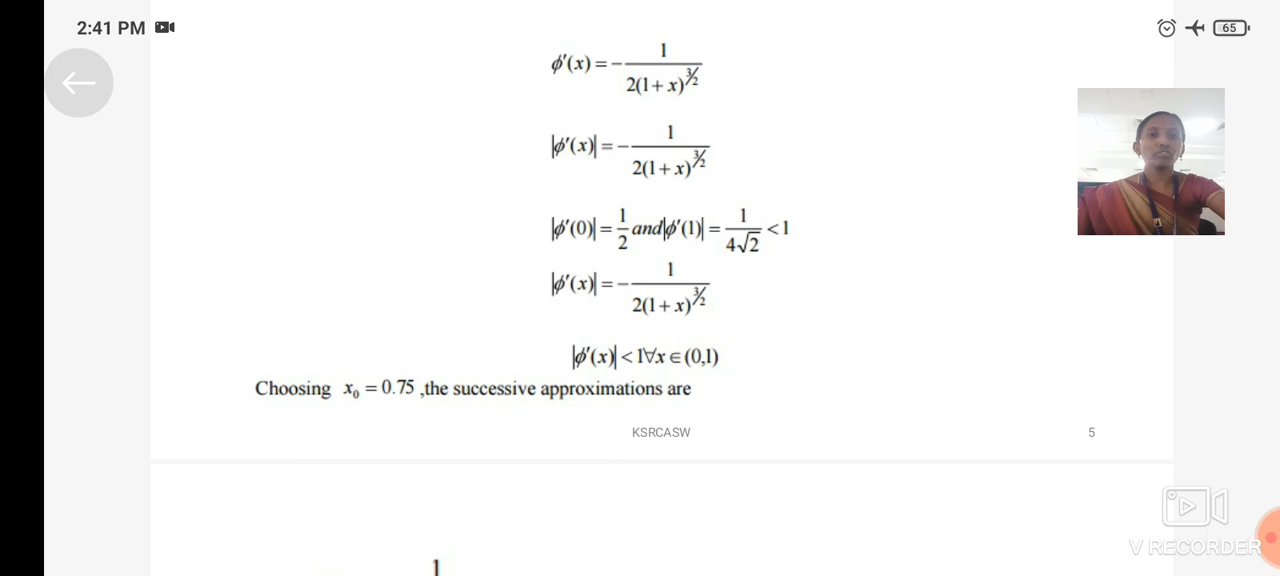 2:41 PM
65
ϕ′(x) = − 1 / 2(1 + x)^3⁄2
|ϕ′(x)| = − 1 / 2(1 + x)^3⁄2
|ϕ′(0)| = 1/2 and |ϕ′(1)| = 1 / 4√2 < 1
|ϕ′(x)| = − 1 / 2(1 + x)^3⁄2
|ϕ′(x)| < 1∀x ∈ (0,1)
Choosing x₀ = 0.75 ,the successive approximations are
KSRCASW
5
V RECORDER
1